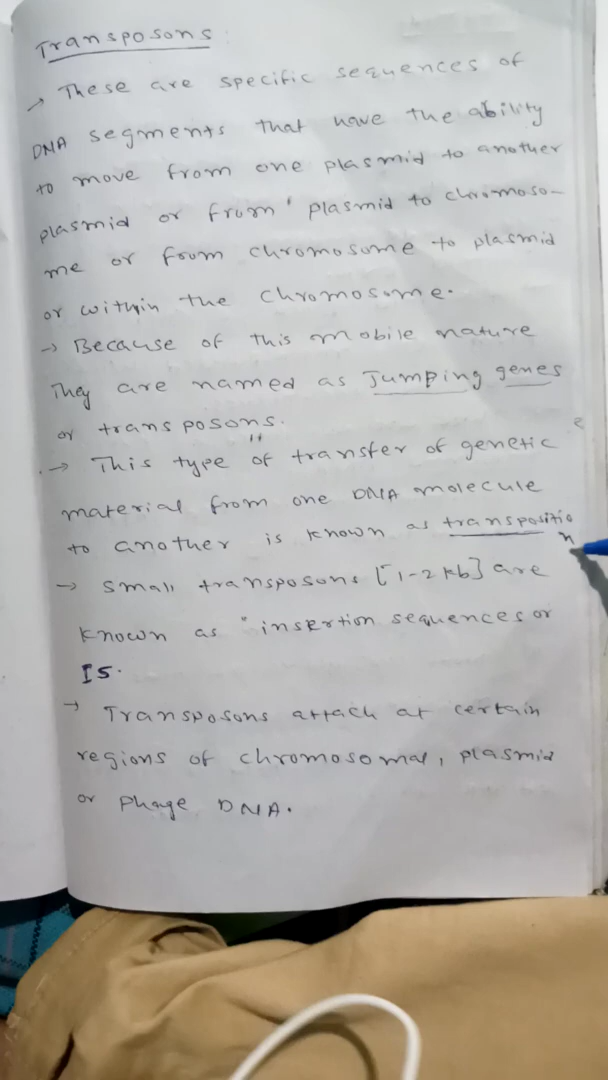 Transposons
→ These are specific sequences of
DNA segments that have the ability
to move from one plasmid to another
plasmid or from plasmid to chromoso-
me or from chromosome to plasmid
or within the chromosome.
→ Because of this mobile nature
They are named as Jumping genes
or transposons.
→ This type of transfer of genetic
material from one DNA molecule
to another is known as transpositio
n
→ small transposons [1-2 kb] are
known as "insertion sequences or
IS.
→ Transposons attach at certain
regions of chromosomal, plasmid
or phage DNA.